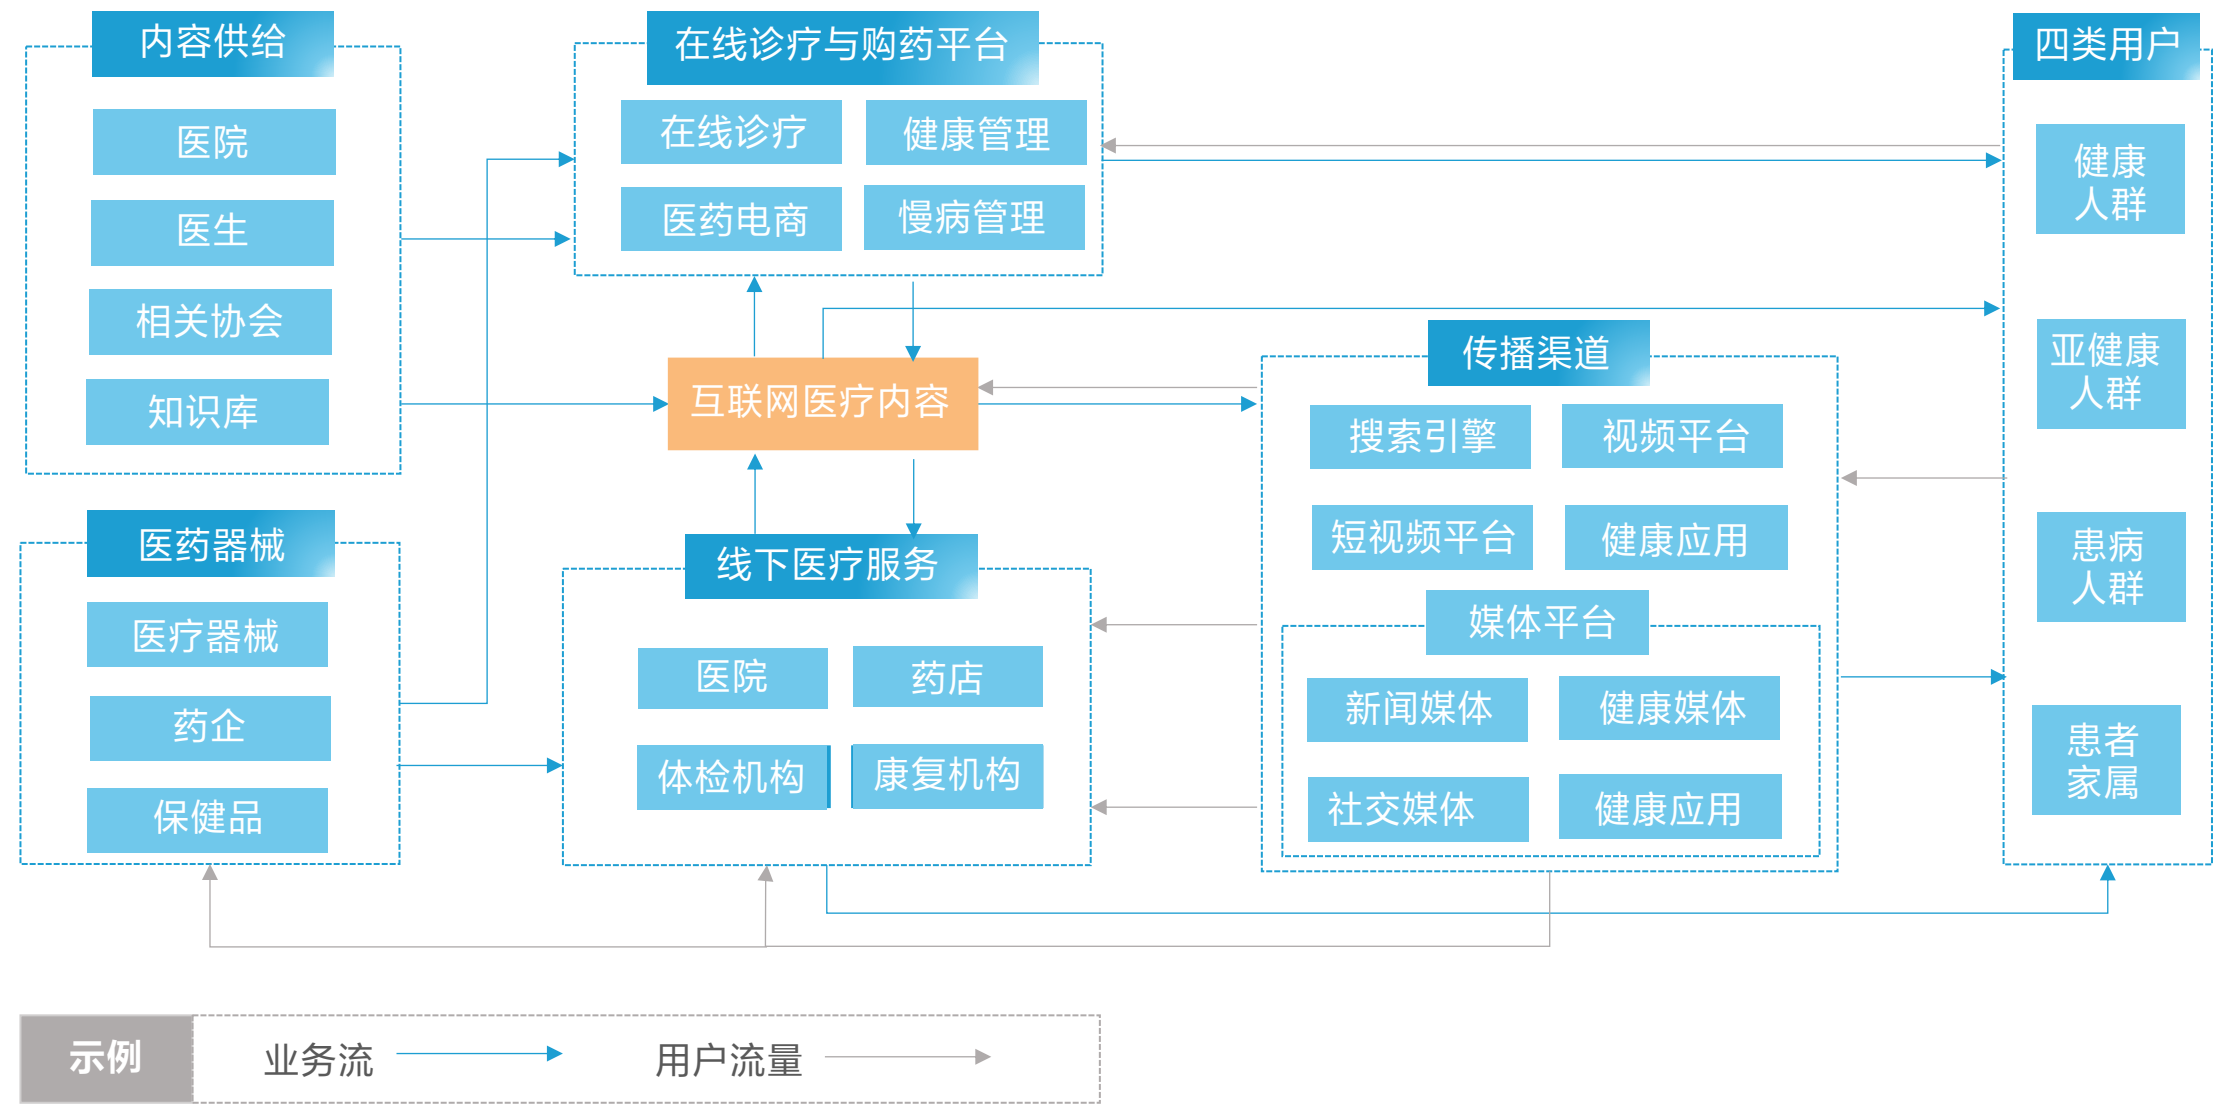 内容供给
医院
医生
相关协会
知识库
医药器械
医疗器械
药企
保健品
在线诊疗与购药平台
在线诊疗
健康管理
医药电商
慢病管理
互联网医疗内容
线下医疗服务
医院
药店
体检机构
康复机构
传播渠道
搜索引擎
视频平台
短视频平台
健康应用
媒体平台
新闻媒体
健康媒体
社交媒体
健康应用
四类用户
健康
人群
亚健康
人群
患病
人群
患者
家属
示例
业务流
用户流量